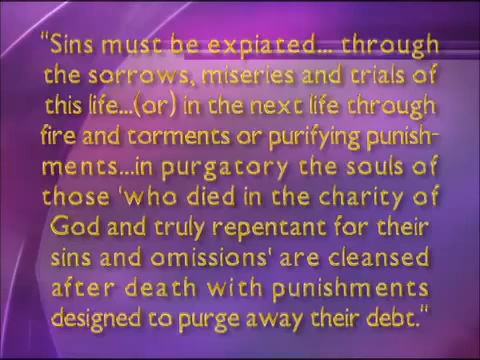 "Sins must be expiated... through
the sorrows, miseries and trials of
this life...(or) in the next life through
fire and torments or purifying punish-
ments...in purgatory the souls of
those 'who died in the charity of
God and truly repentant for their
sins and omissions' are cleansed
after death with punishments
designed to purge away their debt."